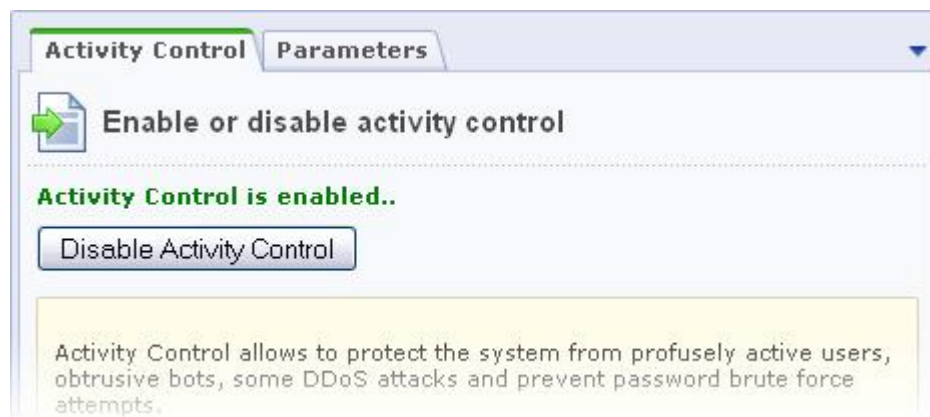 Activity Control Parameters
Enable or disable activity control
Activity Control is enabled..
Disable Activity Control
Activity Control allows to protect the system from profusely active users,
obtrusive bots, some DDoS attacks and prevent password brute force
attempts.